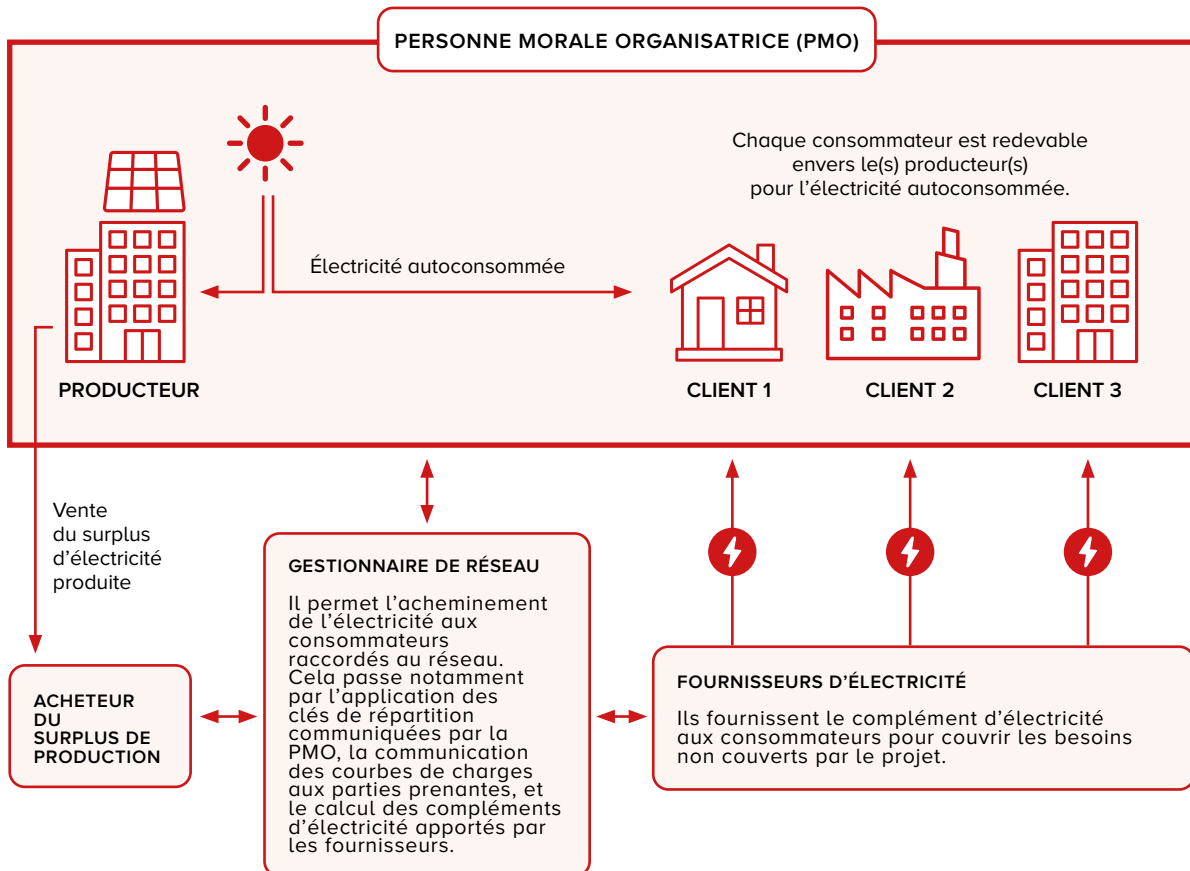 PERSONNE MORALE ORGANISATRICE (PMO)
Chaque consommateur est redevable
envers le(s) producteur(s)
pour l'électricité autoconsommée.
Électricité autoconsommée
PRODUCTEUR
CLIENT 1
CLIENT 2
CLIENT 3
Vente
du surplus
d'électricité
produite
ACHETEUR
DU
SURPLUS DE
PRODUCTION
GESTIONNAIRE DE RÉSEAU
Il permet l'acheminement
de l'électricité aux
consommateurs
raccordés au réseau.
Cela passe notamment
par l'application des
clés de répartition
communiquées par la
PMO, la communication
des courbes de charges
aux parties prenantes, et
le calcul des compléments
d'électricité apportés par
les fournisseurs.
FOURNISSEURS D'ÉLECTRICITÉ
Ils fournissent le complément d'électricité
aux consommateurs pour couvrir les besoins
non couverts par le projet.